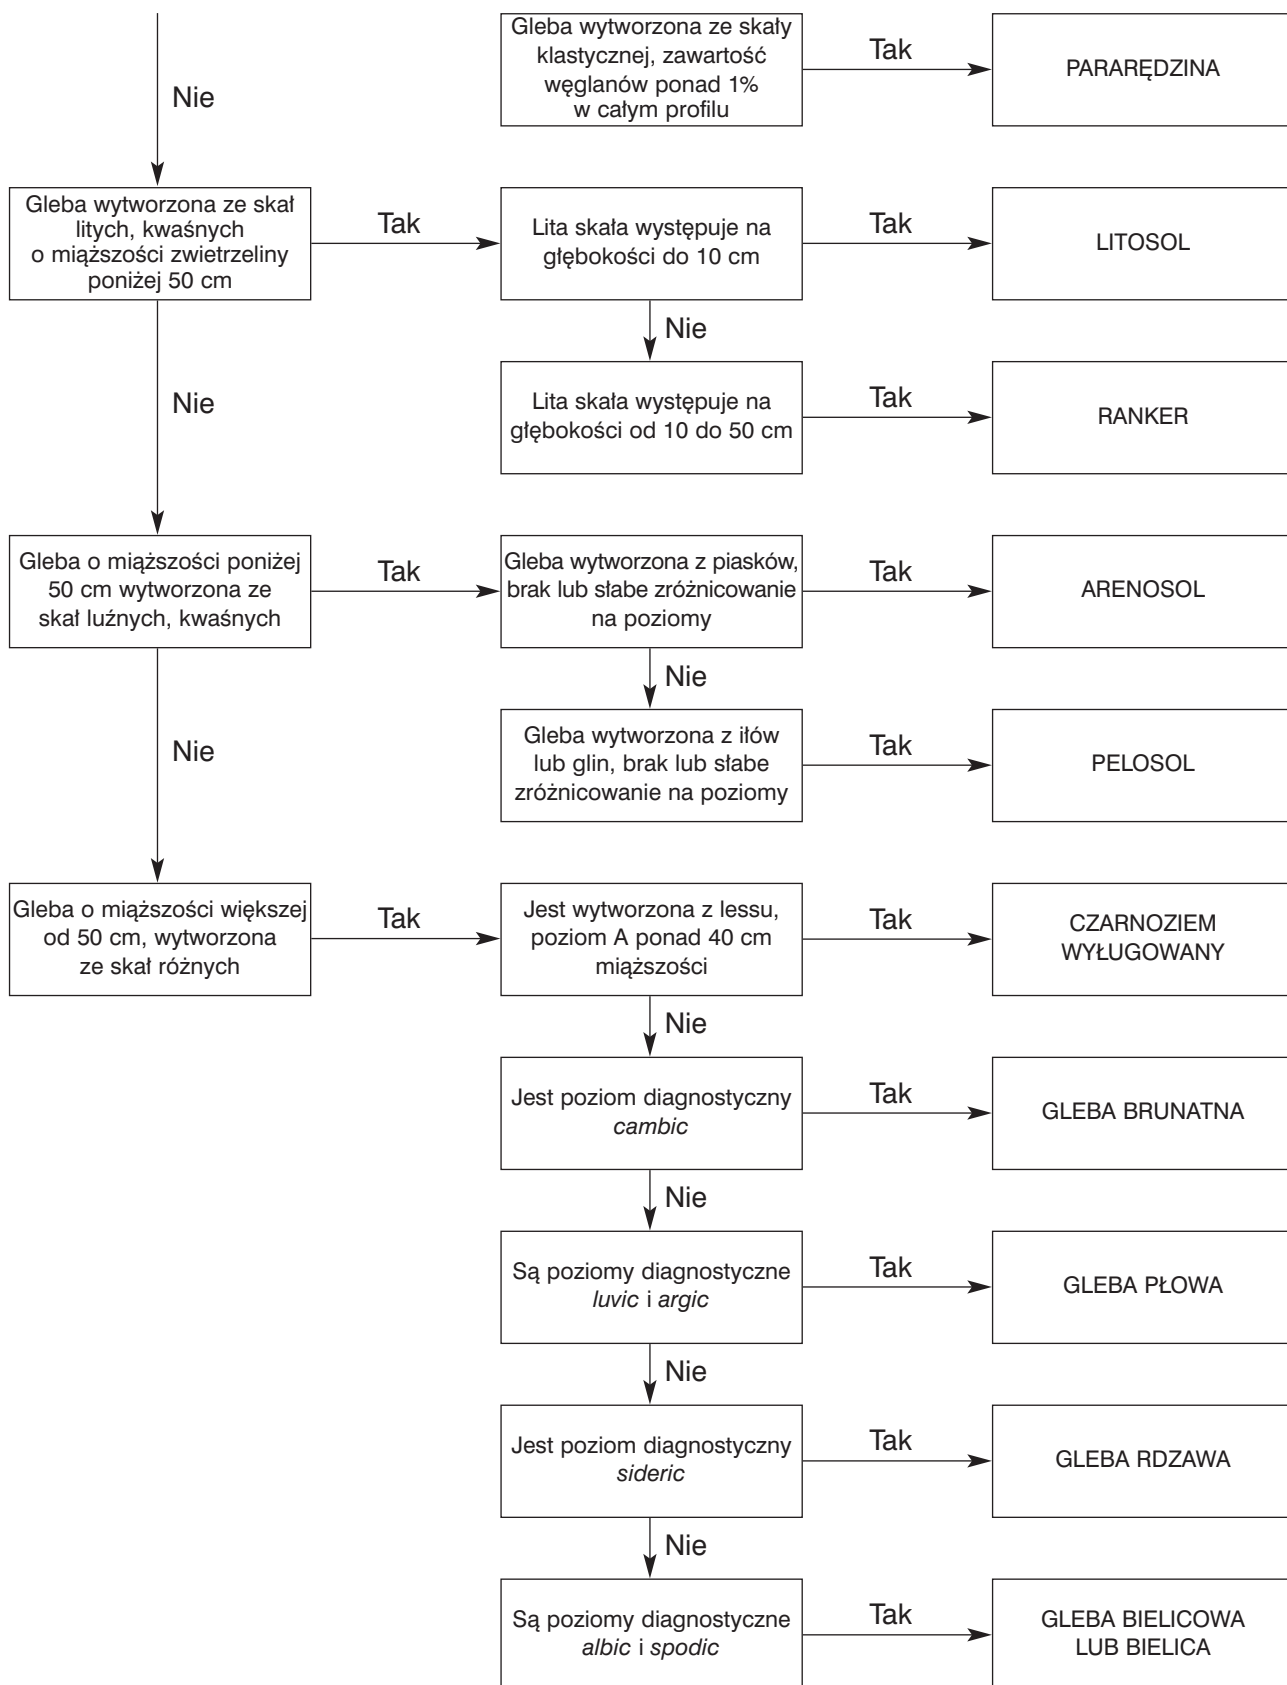 Gleba wytworzona ze skały
klastycznej, zawartość
węglanów ponad 1%
w całym profilu
Tak
PARARĘDZINA
Nie
Gleba wytworzona ze skał
litych, kwaśnych
o miąższości zwietrzeliny
poniżej 50 cm
Tak
Lita skała występuje na
głębokości do 10 cm
Tak
LITOSOL
Nie
Lita skała występuje na
głębokości od 10 do 50 cm
Tak
RANKER
Nie
Gleba o miąższości poniżej
50 cm wytworzona ze
skał luźnych, kwaśnych
Tak
Gleba wytworzona z piasków,
brak lub słabe zróżnicowanie
na poziomy
Tak
ARENOSOL
Nie
Gleba wytworzona z iłów
lub glin, brak lub słabe
zróżnicowanie na poziomy
Tak
PELOSOL
Nie
Gleba o miąższości większej
od 50 cm, wytworzona
ze skał różnych
Tak
Jest wytworzona z lessu,
poziom A ponad 40 cm
miąższości
Tak
CZARNOZIEM
WYŁUGOWANY
Nie
Jest poziom diagnostyczny
cambic
Tak
GLEBA BRUNATNA
Nie
Są poziomy diagnostyczne
luvic i argic
Tak
GLEBA PŁOWA
Nie
Jest poziom diagnostyczny
sideric
Tak
GLEBA RDZAWA
Nie
Są poziomy diagnostyczne
albic i spodic
Tak
GLEBA BIELICOWA
LUB BIELICA